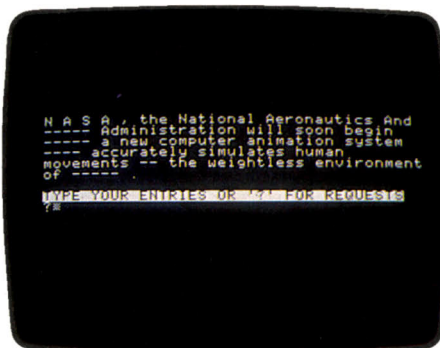 N A S A , the National Aeronautics And
----- Administration will soon begin
----- a new computer animation system
---- accurately simulates human
movements -- the weightless environment
of ----- .
TYPE YOUR ENTRIES OR '?' FOR REQUESTS
?